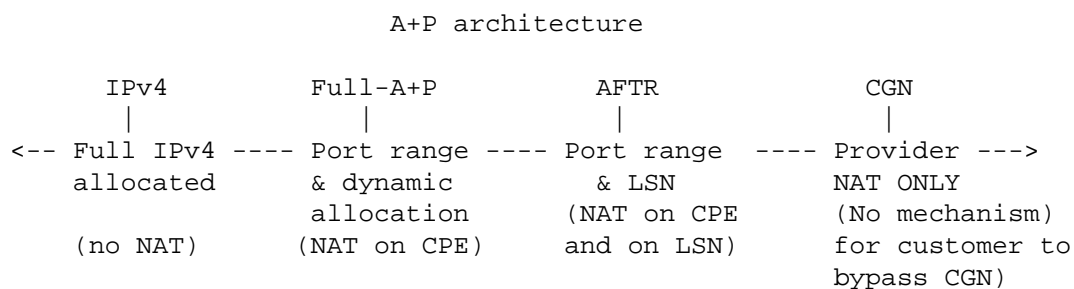 A+P architecture
IPv4 Full-A+P AFTR CGN
| | | |
<-- Full IPv4 ---- Port range ---- Port range ---- Provider --->
allocated & dynamic & LSN NAT ONLY
allocation (NAT on CPE (No mechanism)
(no NAT) (NAT on CPE) and on LSN) for customer to
bypass CGN)